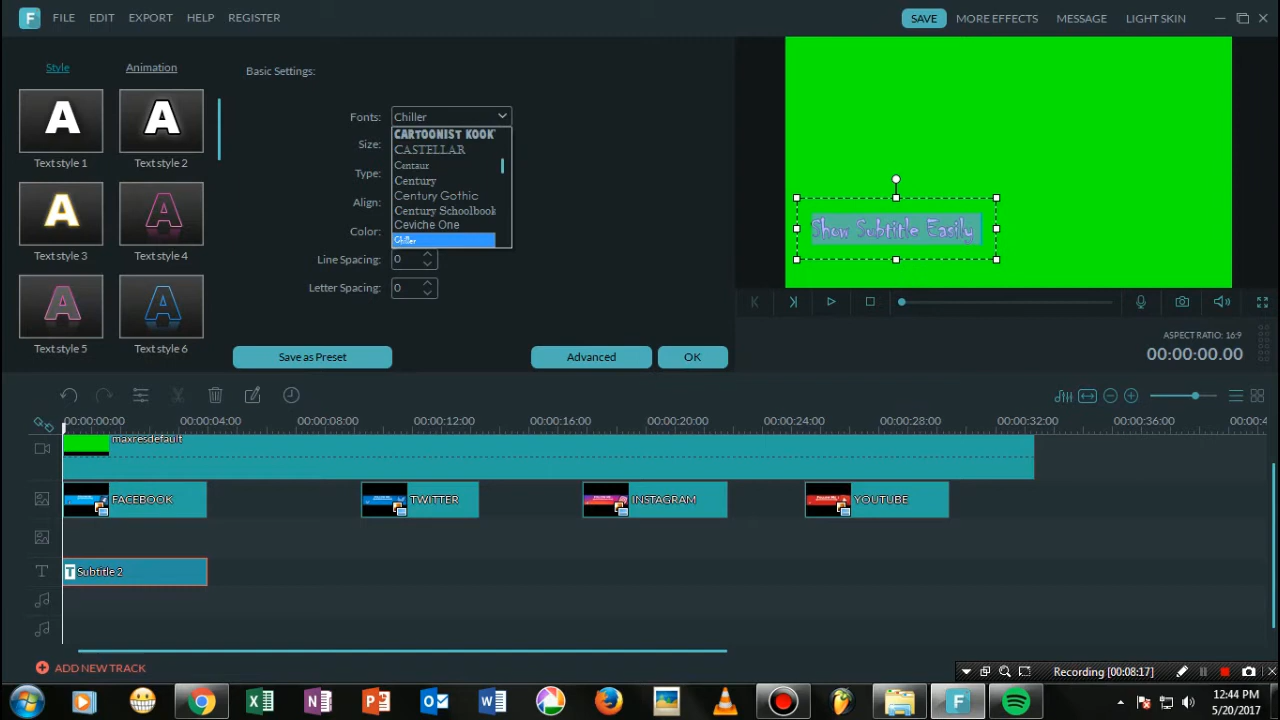 F FILE EDIT EXPORT HELP REGISTER SAVE MORE EFFECTS MESSAGE LIGHT SKIN
Style Animation
Basic Settings:
A A
Text style 1 Text style 2
A A
Text style 3 Text style 4
A A
Text style 5 Text style 6
Fonts: Chiller
CARTOONIST KOOK
CASTELLAR
Centaur
Century
Century Gothic
Century Schoolbook
Ceviche One
Chiller
Size:
Type:
Align:
Color:
Line Spacing: 0
Letter Spacing: 0
Save as Preset Advanced OK
Show Subtitle Easily
ASPECT RATIO: 16:9
00:00:00.00
00:00:00:00 00:00:04:00 00:00:08:00 00:00:12:00 00:00:16:00 00:00:20:00 00:00:24:00 00:00:28:00 00:00:32:00 00:00:36:00 00:00:4
maxresdefault
FACEBOOK TWITTER INSTAGRAM YOUTUBE
T T Subtitle 2
ADD NEW TRACK
Recording [00:08:17]
12:44 PM
5/20/2017